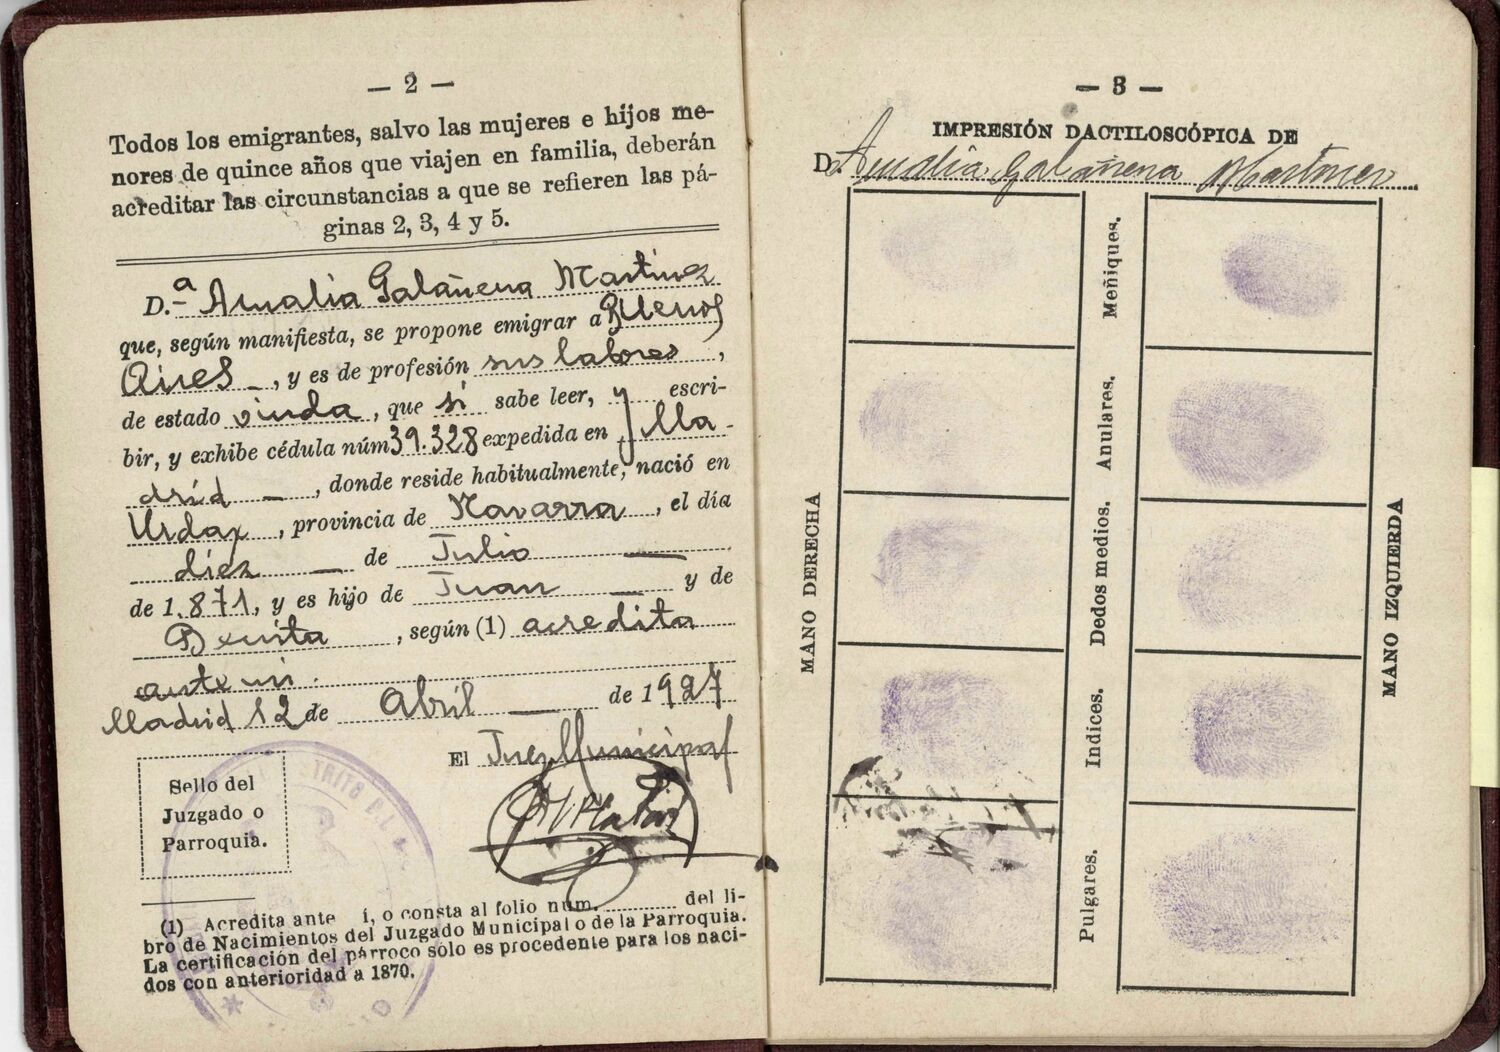 — 2 —
Todos los emigrantes, salvo las mujeres e hijos me-
nores de quince años que viajen en familia, deberán
acreditar las circunstancias a que se refieren las pá-
ginas 2, 3, 4 y 5.
D.ª Amalia Galañena Martinez
que, según manifiesta, se propone emigrar a Buenos
Aires, y es de profesión sus labores,
de estado viuda, que si sabe leer, y escri-
bir, y exhibe cédula núm 39.328 expedida en Ma-
drid, donde reside habitualmente, nació en
Urdax, provincia de Navarra, el día
diez de Julio
de 1.871, y es hijo de Juan y de
Benita, según (1) acredita
ante mi.
Madrid 12 de Abril de 1927
El Juez Municipal
Sello del
Juzgado o
Parroquia.
(1) Acredita ante í, o consta al folio núm. del li-
bro de Nacimientos del Juzgado Municipal o de la Parroquia.
La certificación del párroco sólo es procedente para los naci-
dos con anterioridad a 1870.
— 3 —
IMPRESIÓN DACTILOSCÓPICA DE
D. Amalia Galañena Martinez
MANO DERECHA
Meñiques.
Anulares.
Dedos medios.
Indices.
Pulgares.
MANO IZQUIERDA